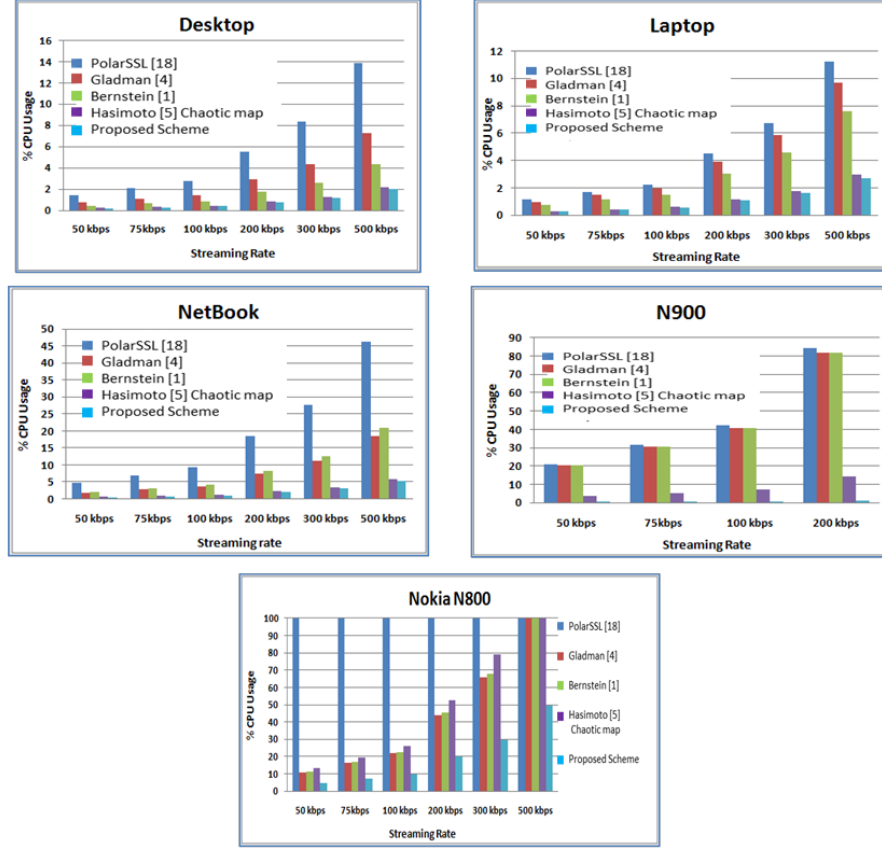 Desktop
16
14
12
10
8
6
4
2
0
% CPU Usage
PolarSSL [18]
Gladman [4]
Bernstein [1]
Hasimoto [5] Chaotic map
Proposed Scheme
50 kbps 75kbps 100 kbps 200 kbps 300 kbps 500 kbps
Streaming Rate
Laptop
12
10
8
6
4
2
0
% CPU Usage
PolarSSL [18]
Gladman [4]
Bernstein [1]
Hasimoto [5] Chaotic map
Proposed Scheme
50 kbps 75 kbps 100 kbps 200 kbps 300 kbps 500 kbps
Streaming Rate
NetBook
50
45
40
35
30
25
20
15
10
5
0
% CPU Usage
PolarSSL [18]
Gladman [4]
Bernstein [1]
Hasimoto [5] Chaotic map
Proposed Scheme
50 kbps 75kbps 100 kbps 200 kbps 300 kbps 500 kbps
Streaming rate
N900
90
80
70
60
50
40
30
20
10
0
% CPU Usage
PolarSSL [18]
Gladman [4]
Bernstein [1]
Hasimoto [5] Chaotic map
Proposed Scheme
50 kbps 75kbps 100 kbps 200 kbps
Streaming Rate
Nokia N800
100
90
80
70
60
50
40
30
20
10
0
% CPU Usage
PolarSSL [18]
Gladman [4]
Bernstein [1]
Hasimoto [5]
Chaotic map
Proposed Scheme
50 kbps 75kbps 100 kbps 200 kbps 300 kbps 500 kbps
Streaming Rate